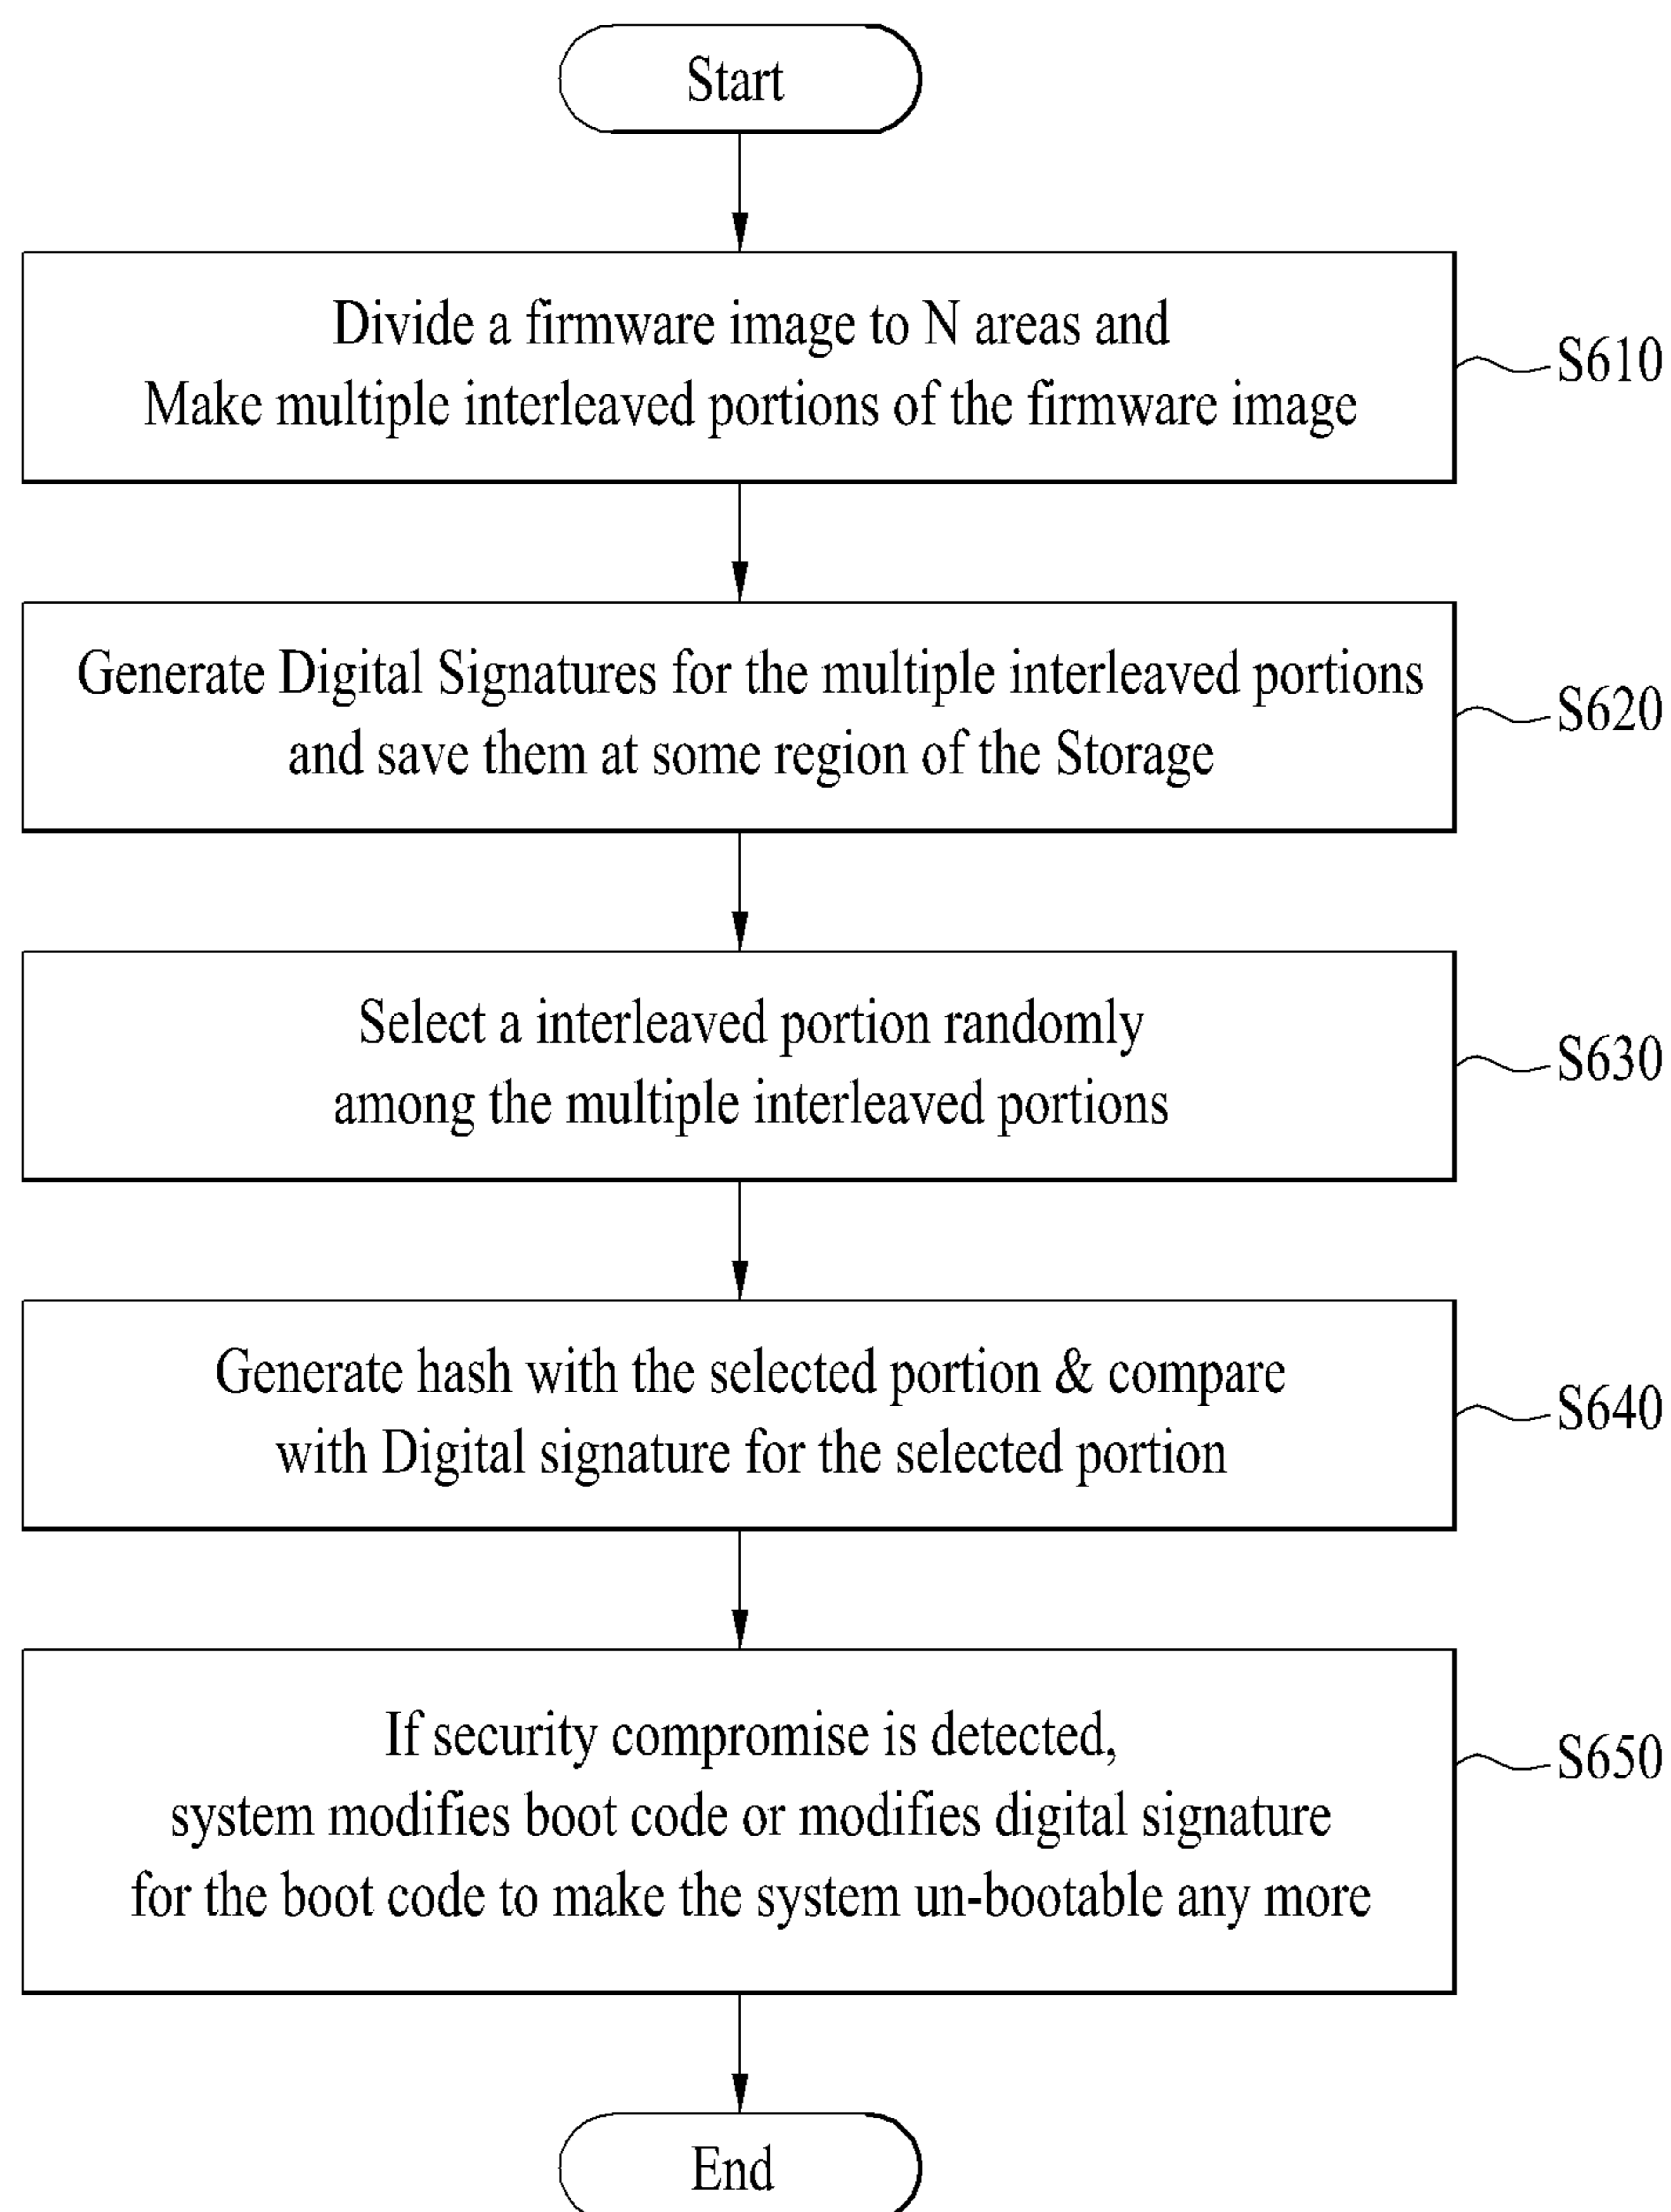 Start
Divide a firmware image to N areas and
Make multiple interleaved portions of the firmware image
S610
Generate Digital Signatures for the multiple interleaved portions
and save them at some region of the Storage
S620
Select a interleaved portion randomly
among the multiple interleaved portions
S630
Generate hash with the selected portion & compare
with Digital signature for the selected portion
S640
If security compromise is detected,
system modifies boot code or modifies digital signature
for the boot code to make the system un-bootable any more
S650
End